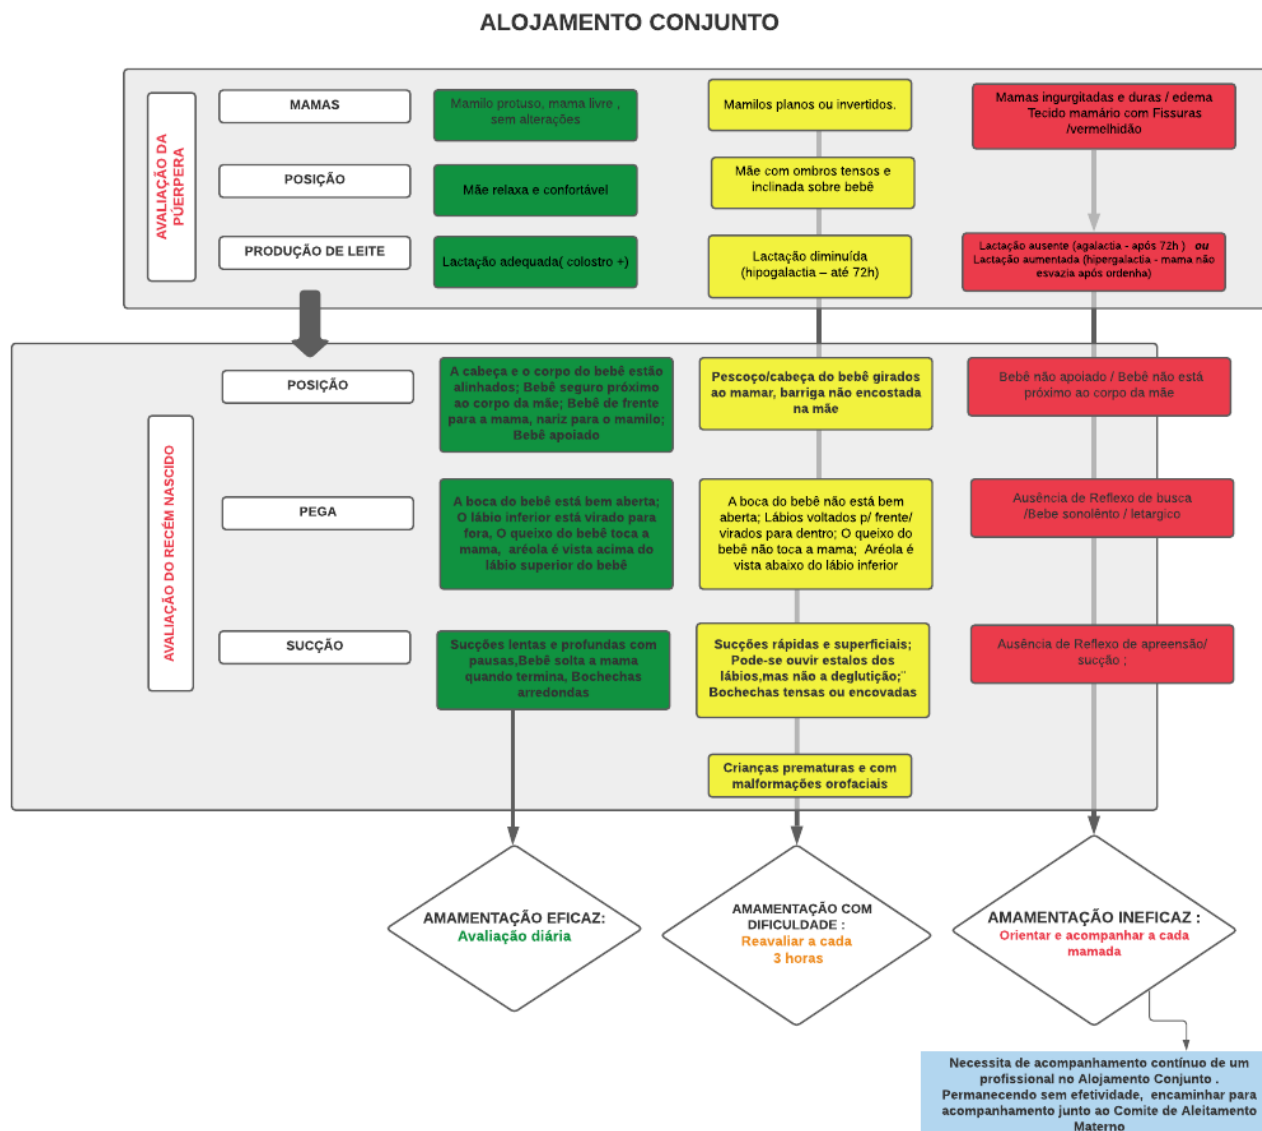 ALOJAMENTO CONJUNTO
AVALIAÇÃO DA
PÚERPERA
MAMAS
Mamilo protuso, mama livre ,
sem alterações
Mamilos planos ou invertidos.
Mamas ingurgitadas e duras / edema
Tecido mamário com Fissuras
/vermelhidão
POSIÇÃO
Mãe relaxa e confortável
Mãe com ombros tensos e
inclinada sobre bebê
PRODUÇÃO DE LEITE
Lactação adequada( colostro +)
Lactação diminuída
(hipogalactia – até 72h)
Lactação ausente (agalactia - após 72h ) ou
Lactação aumentada (hipergalactia - mama não
esvazia após ordenha)
AVALIAÇÃO DO RECÉM NASCIDO
POSIÇÃO
A cabeça e o corpo do bebê estão
alinhados; Bebê seguro próximo
ao corpo da mãe; Bebê de frente
para a mama, nariz para o mamilo;
Bebê apoiado
Pescoço/cabeça do bebê girados
ao mamar, barriga não encostada
na mãe
Bebê não apoiado / Bebê não está
próximo ao corpo da mãe
PEGA
A boca do bebê está bem aberta;
O lábio inferior está virado para
fora, O queixo do bebê toca a
mama, aréola é vista acima do
lábio superior do bebê
A boca do bebê não está bem
aberta; Lábios voltados p/ frente/
virados para dentro; O queixo do
bebê não toca a mama; Aréola é
vista abaixo do lábio inferior
Ausência de Reflexo de busca
/Bebe sonolênto / letargico
SUCÇÃO
Sucções lentas e profundas com
pausas,Bebê solta a mama
quando termina, Bochechas
arredondas
Sucções rápidas e superficiais;
Pode-se ouvir estalos dos
lábios,mas não a deglutição;¨
Bochechas tensas ou encovadas
Ausência de Reflexo de apreensão/
sucção ;
Crianças prematuras e com
malformações orofaciais
AMAMENTAÇÃO EFICAZ:
Avaliação diária
AMAMENTAÇÃO COM
DIFICULDADE :
Reavaliar a cada
3 horas
AMAMENTAÇÃO INEFICAZ :
Orientar e acompanhar a cada
mamada
Necessita de acompanhamento contínuo de um
profissional no Alojamento Conjunto .
Permanecendo sem efetividade, encaminhar para
acompanhamento junto ao Comite de Aleitamento
Materno